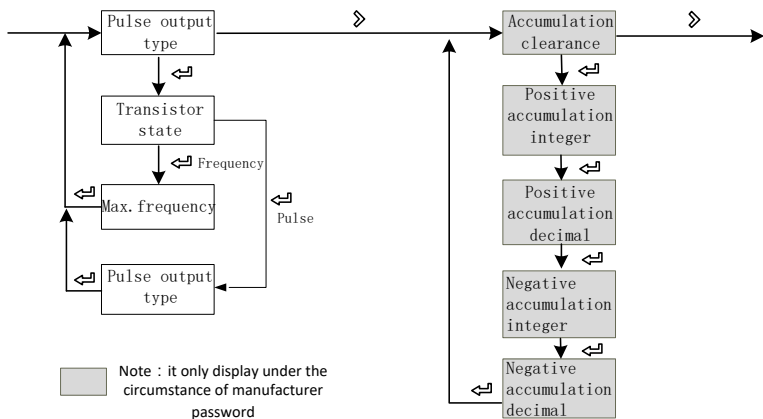 Pulse output
type
Transistor
state
Frequency
Max.frequency
Pulse
Pulse output
type
Accumulation
clearance
Positive
accumulation
integer
Positive
accumulation
decimal
Negative
accumulation
integer
Negative
accumulation
decimal
Note：it only display under the
circumstance of manufacturer
password